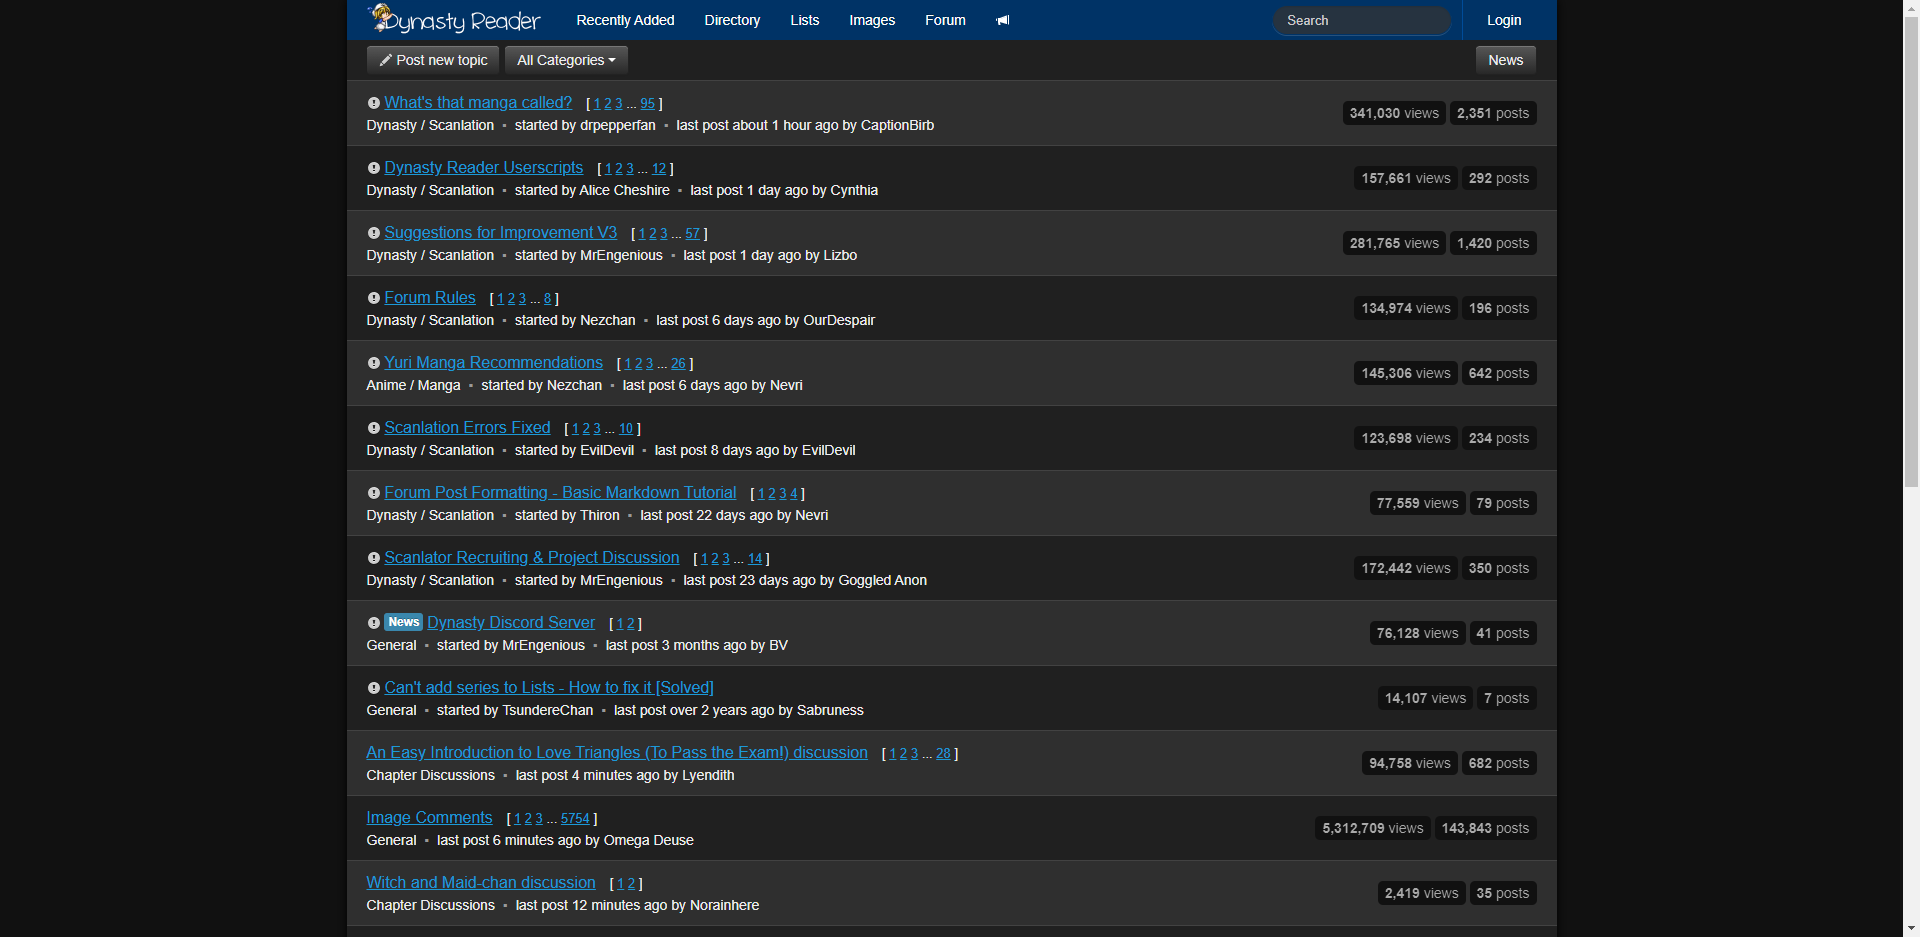 Dynasty Reader Recently Added Directory Lists Images Forum Search Login
Post new topic All Categories News
What's that manga called? [ 1 2 3 ... 95 ]
Dynasty / Scanlation • started by drpepperfan • last post about 1 hour ago by CaptionBirb
341,030 views 2,351 posts
Dynasty Reader Userscripts [ 1 2 3 ... 12 ]
Dynasty / Scanlation • started by Alice Cheshire • last post 1 day ago by Cynthia
157,661 views 292 posts
Suggestions for Improvement V3 [ 1 2 3 ... 57 ]
Dynasty / Scanlation • started by MrEngenious • last post 1 day ago by Lizbo
281,765 views 1,420 posts
Forum Rules [ 1 2 3 ... 8 ]
Dynasty / Scanlation • started by Nezchan • last post 6 days ago by OurDespair
134,974 views 196 posts
Yuri Manga Recommendations [ 1 2 3 ... 26 ]
Anime / Manga • started by Nezchan • last post 6 days ago by Nevri
145,306 views 642 posts
Scanlation Errors Fixed [ 1 2 3 ... 10 ]
Dynasty / Scanlation • started by EvilDevil • last post 8 days ago by EvilDevil
123,698 views 234 posts
Forum Post Formatting - Basic Markdown Tutorial [ 1 2 3 4 ]
Dynasty / Scanlation • started by Thiron • last post 22 days ago by Nevri
77,559 views 79 posts
Scanlator Recruiting & Project Discussion [ 1 2 3 ... 14 ]
Dynasty / Scanlation • started by MrEngenious • last post 23 days ago by Goggled Anon
172,442 views 350 posts
News Dynasty Discord Server [ 1 2 ]
General • started by MrEngenious • last post 3 months ago by BV
76,128 views 41 posts
Can't add series to Lists - How to fix it [Solved]
General • started by TsundereChan • last post over 2 years ago by Sabruness
14,107 views 7 posts
An Easy Introduction to Love Triangles (To Pass the Exam!) discussion [ 1 2 3 ... 28 ]
Chapter Discussions • last post 4 minutes ago by Lyendith
94,758 views 682 posts
Image Comments [ 1 2 3 ... 5754 ]
General • last post 6 minutes ago by Omega Deuse
5,312,709 views 143,843 posts
Witch and Maid-chan discussion [ 1 2 ]
Chapter Discussions • last post 12 minutes ago by Norainhere
2,419 views 35 posts